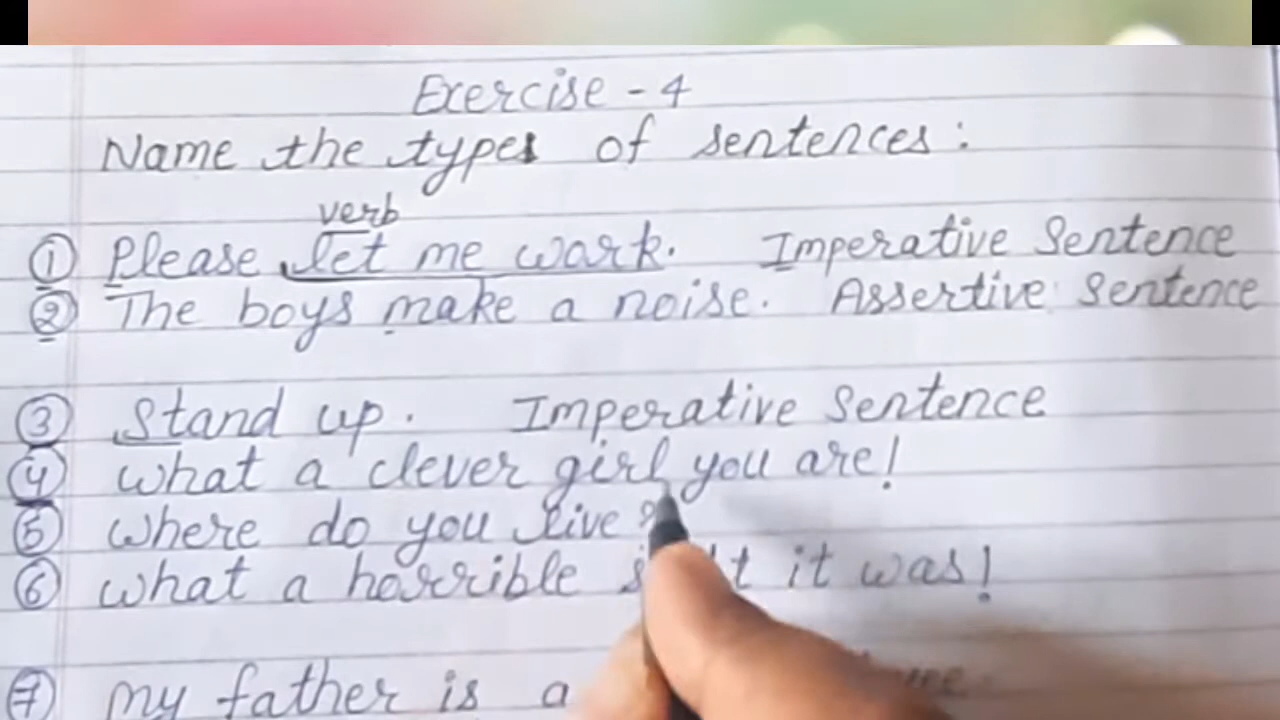 Exercise - 4
Name the types of sentences :
verb
① Please let me work. Imperative Sentence
② The boys make a noise. Assertive Sentence
③ Stand up. Imperative Sentence
④ What a clever girl you are!
⑤ Where do you live?
⑥ What a horrible it was!
⑦ My father is a